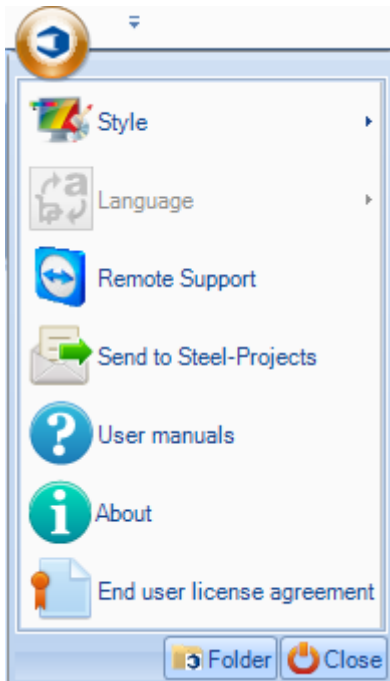 Style
Language
Remote Support
Send to Steel-Projects
User manuals
About
End user license agreement
Folder Close